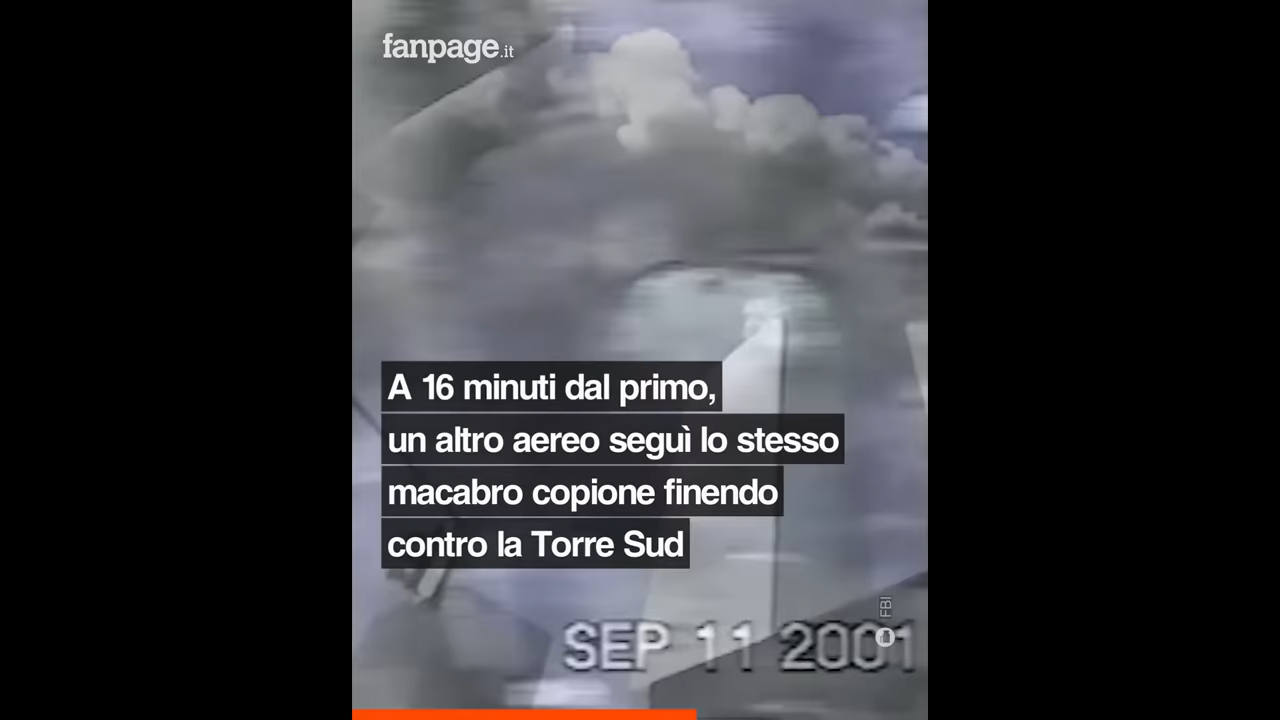 fanpage.it
A 16 minuti dal primo,
un altro aereo seguì lo stesso
macabro copione finendo
contro la Torre Sud
FBI
SEP 11 2001